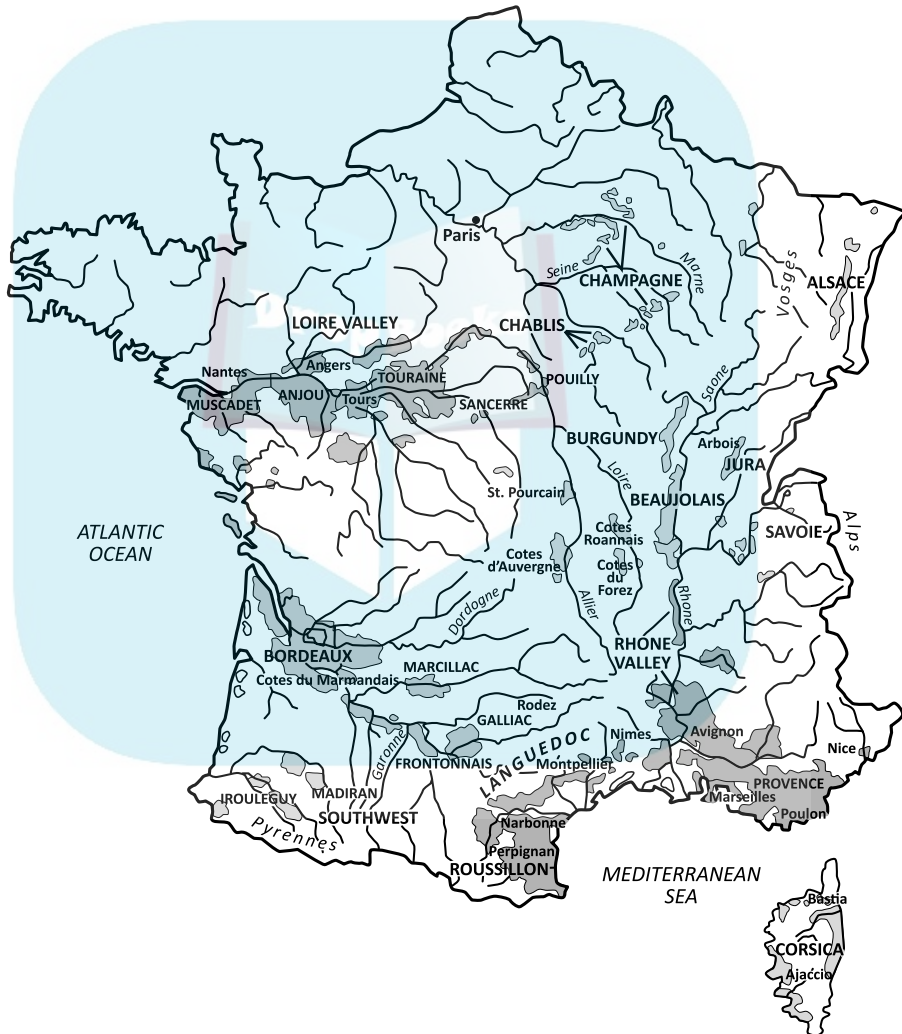 Paris
Seine
Marne
CHAMPAGNE
Vosges
ALSACE
LOIRE VALLEY
CHABLIS
Nantes
Angers
TOURAINE
POUILLY
Saone
MUSCADET
ANJOU
Tours
SANCERRE
BURGUNDY
Arbois
JURA
Loire
St. Pourcain
BEAUJOLAIS
ATLANTIC
OCEAN
Cotes
Roannais
SAVOIE
Alps
Cotes
d'Auvergne
Cotes
du
Forez
Dordogne
Allier
Rhone
BORDEAUX
RHONE
VALLEY
MARCILLAC
Cotes du Marmandais
Rodez
GALLIAC
Garonne
FRONTONNAIS
LANGUEDOC
Nimes
Avignon
Nice
Montpellier
IROULEGUY
MADIRAN
PROVENCE
Marseilles
Poulon
SOUTHWEST
Pyrennes
Narbonne
Perpignan
ROUSSILLON
MEDITERRANEAN
SEA
Bastia
CORSICA
Ajaccio